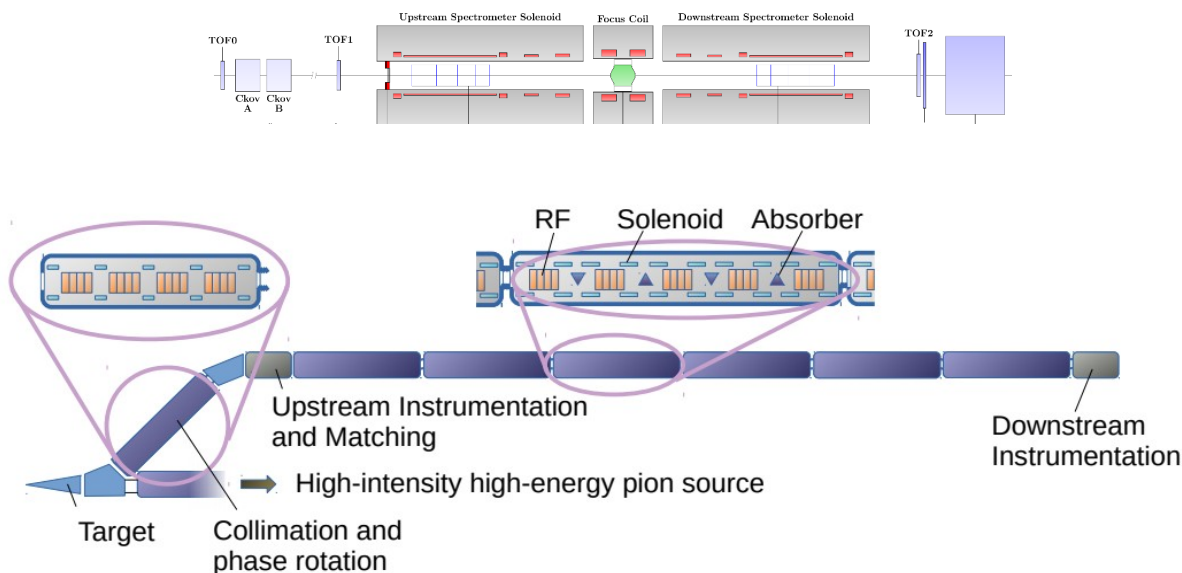 Upstream Spectrometer Solenoid
Focus Coil
Downstream Spectrometer Solenoid
TOF0
TOF1
TOF2
Ckov
A
Ckov
B
RF
Solenoid
Absorber
Upstream Instrumentation
and Matching
Downstream
Instrumentation
High-intensity high-energy pion source
Target
Collimation and
phase rotation